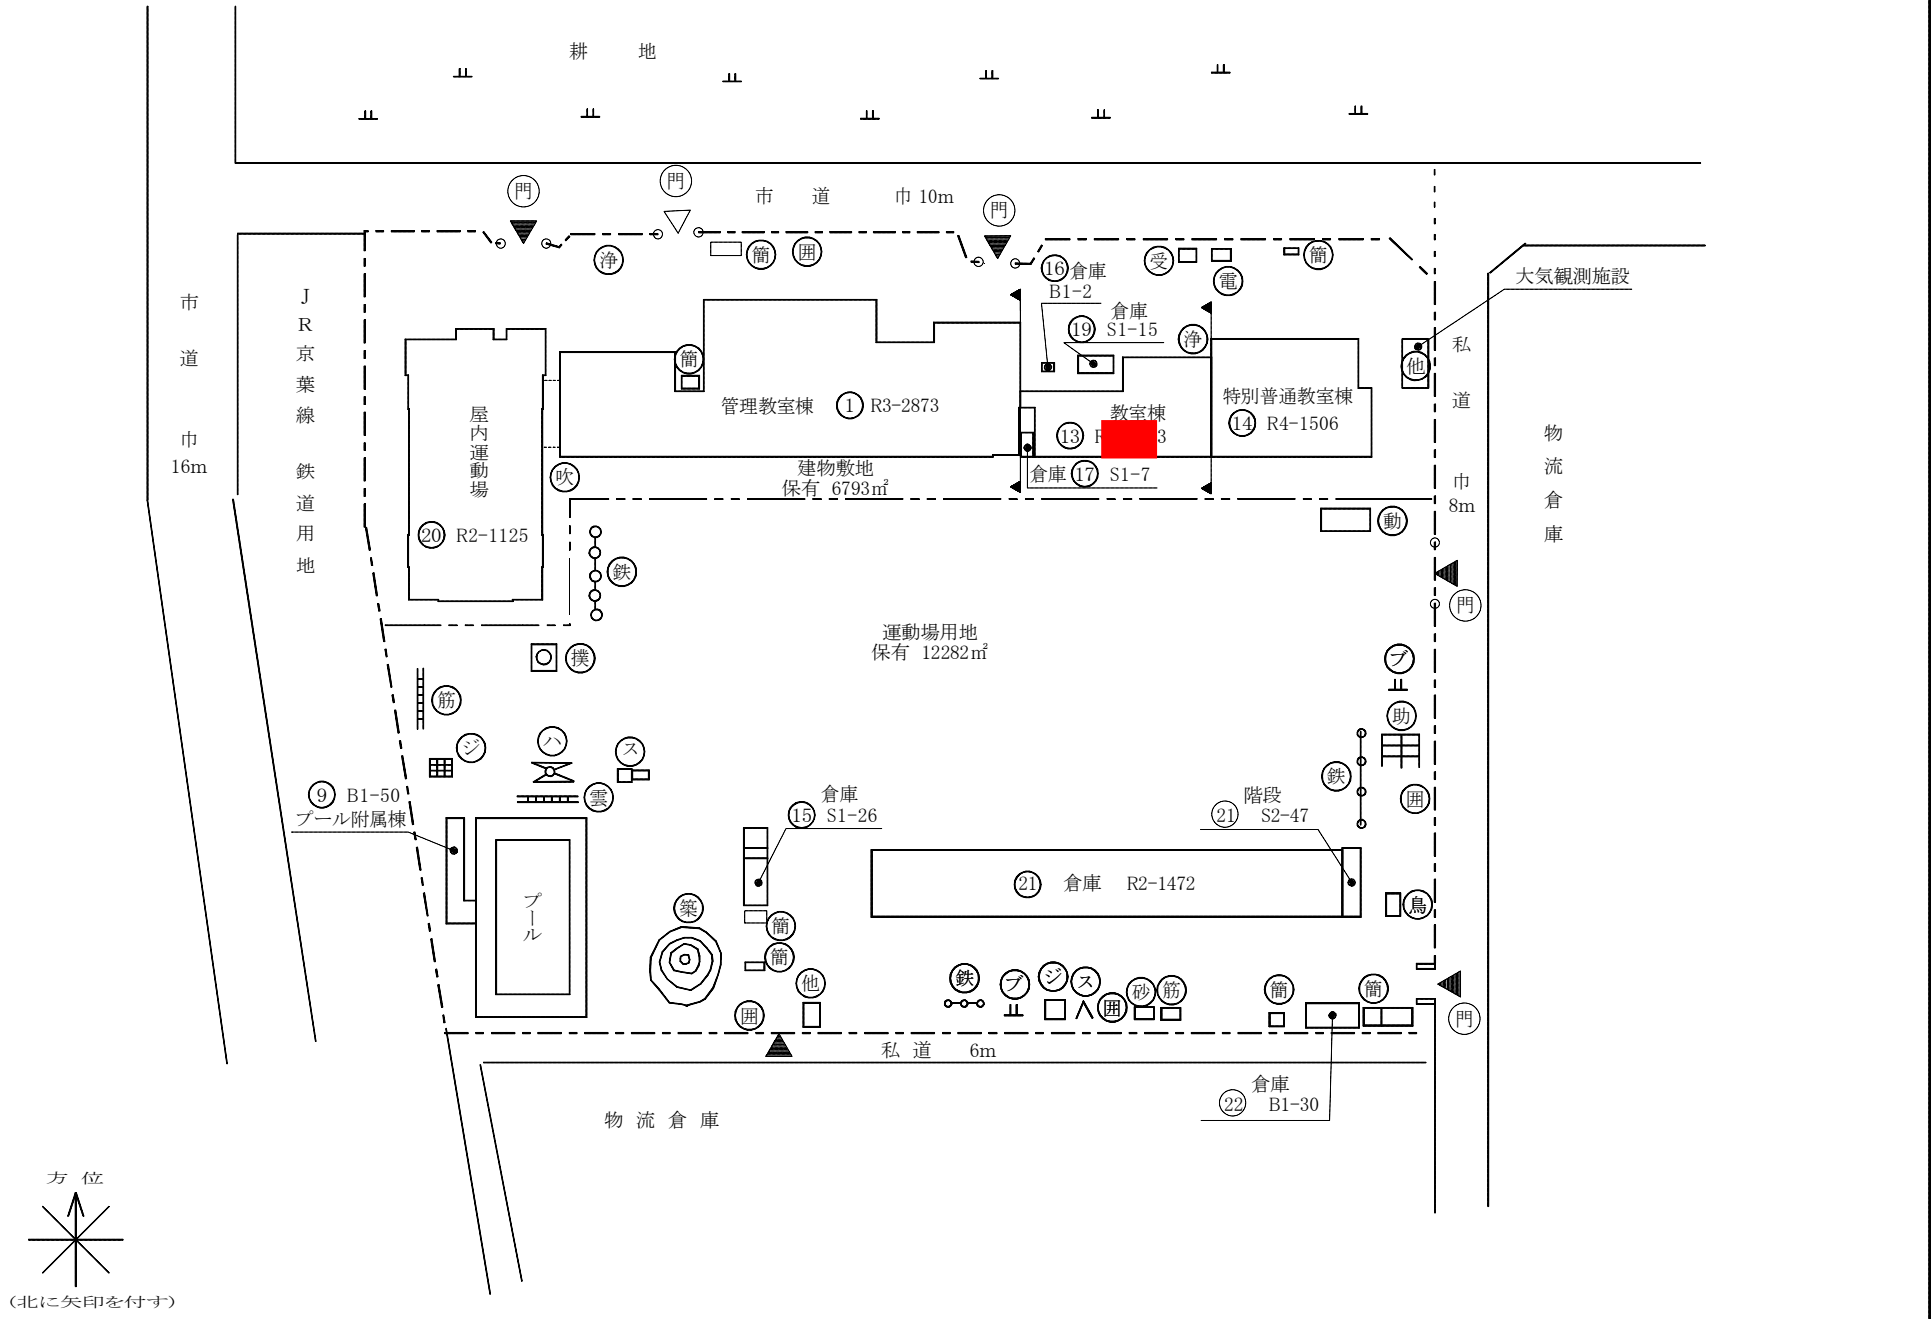 耕 地
市 道 巾 10m
門
門
門
浄
簡
囲
受
電
簡
⑯ 倉庫
B1-2
倉庫
⑲ S1-15
浄
大気観測施設
他
市道 巾
16m
JR京葉線 鉄道用地
屋内運動場
⑳ R2-1125
簡
管理教室棟 ① R3-2873
教室棟
⑬
特別普通教室棟
⑭ R4-1506
私道 巾
8m
物流倉庫
吹
建物敷地
保有 6793㎡
倉庫 ⑰ S1-7
動
鉄
門
運動場用地
保有 12282㎡
撲
筋
ジ
ハ
ス
雲
ブ
助
鉄
囲
⑨ B1-50
プール附属棟
プール
倉庫
⑮ S1-26
階段
㉑ S2-47
㉑ 倉庫 R2-1472
鳥
築
簡
簡
他
囲
鉄
ブ
ジ
ス
囲
砂
筋
簡
簡
門
私 道 6m
倉庫
㉒ B1-30
物 流 倉 庫
方 位
(北に矢印を付す)